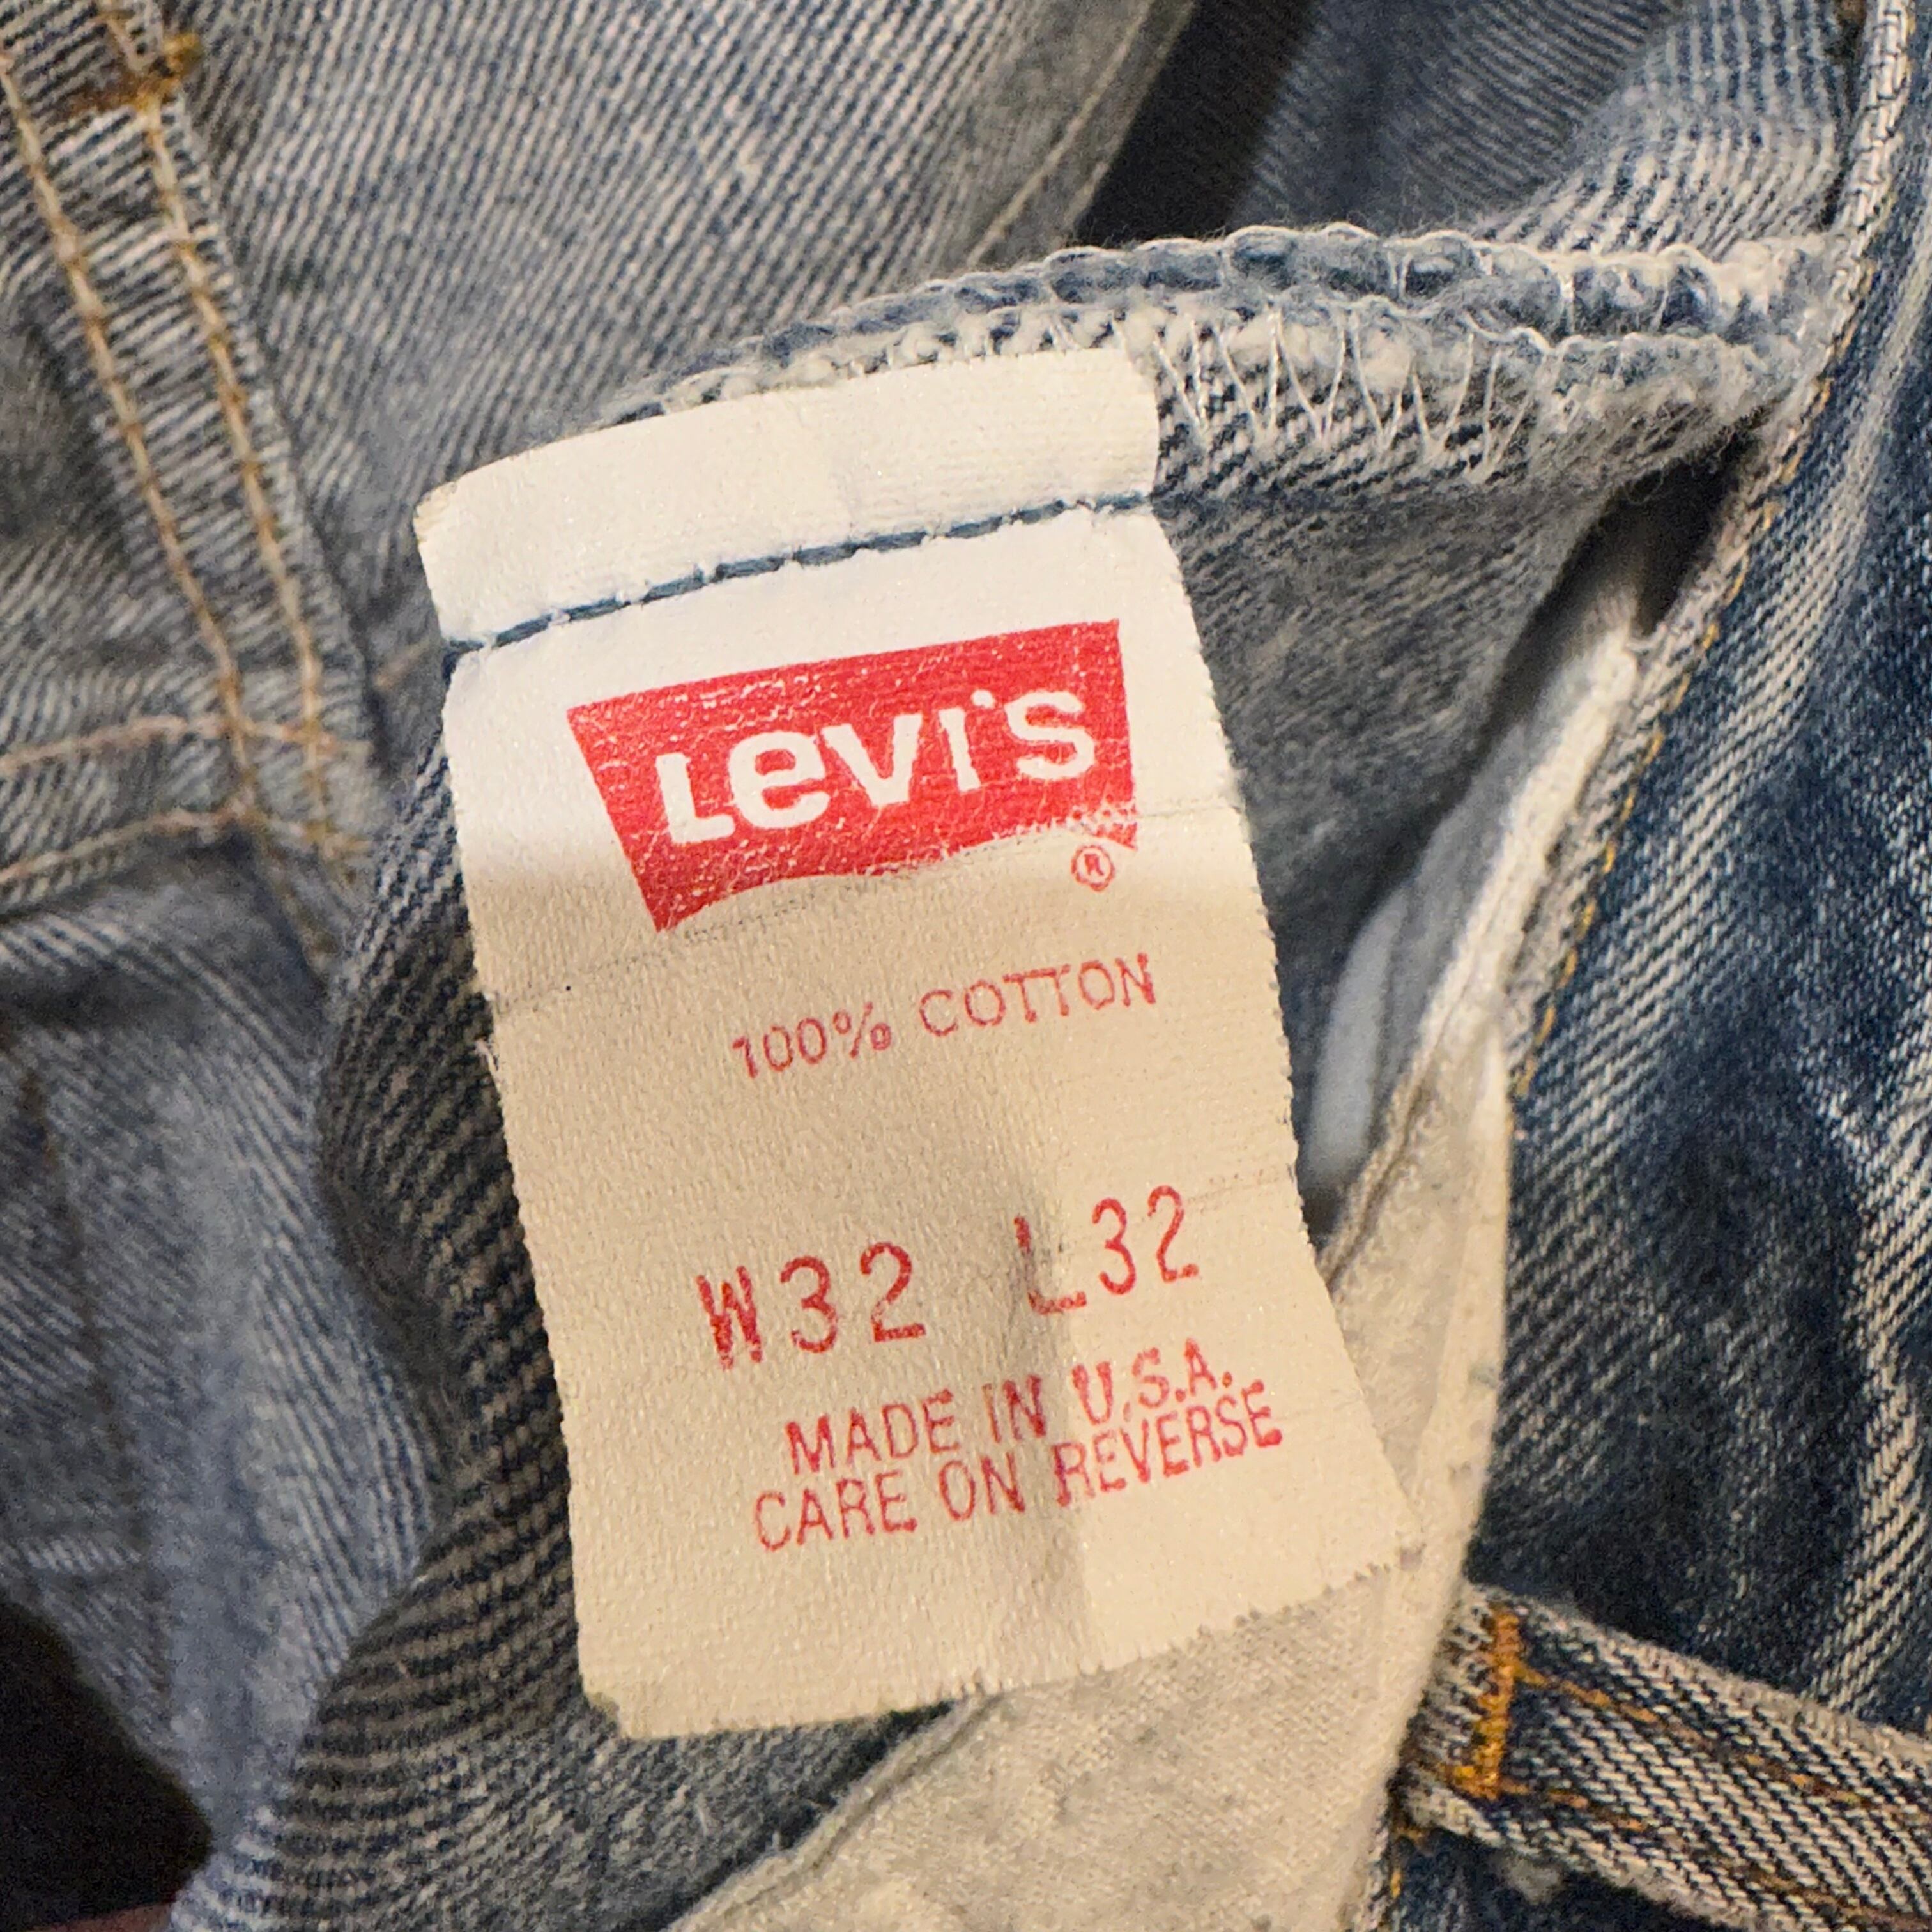 Levi's
®
100% COTTON
W32 L32
MADE IN U.S.A.
CARE ON REVERSE